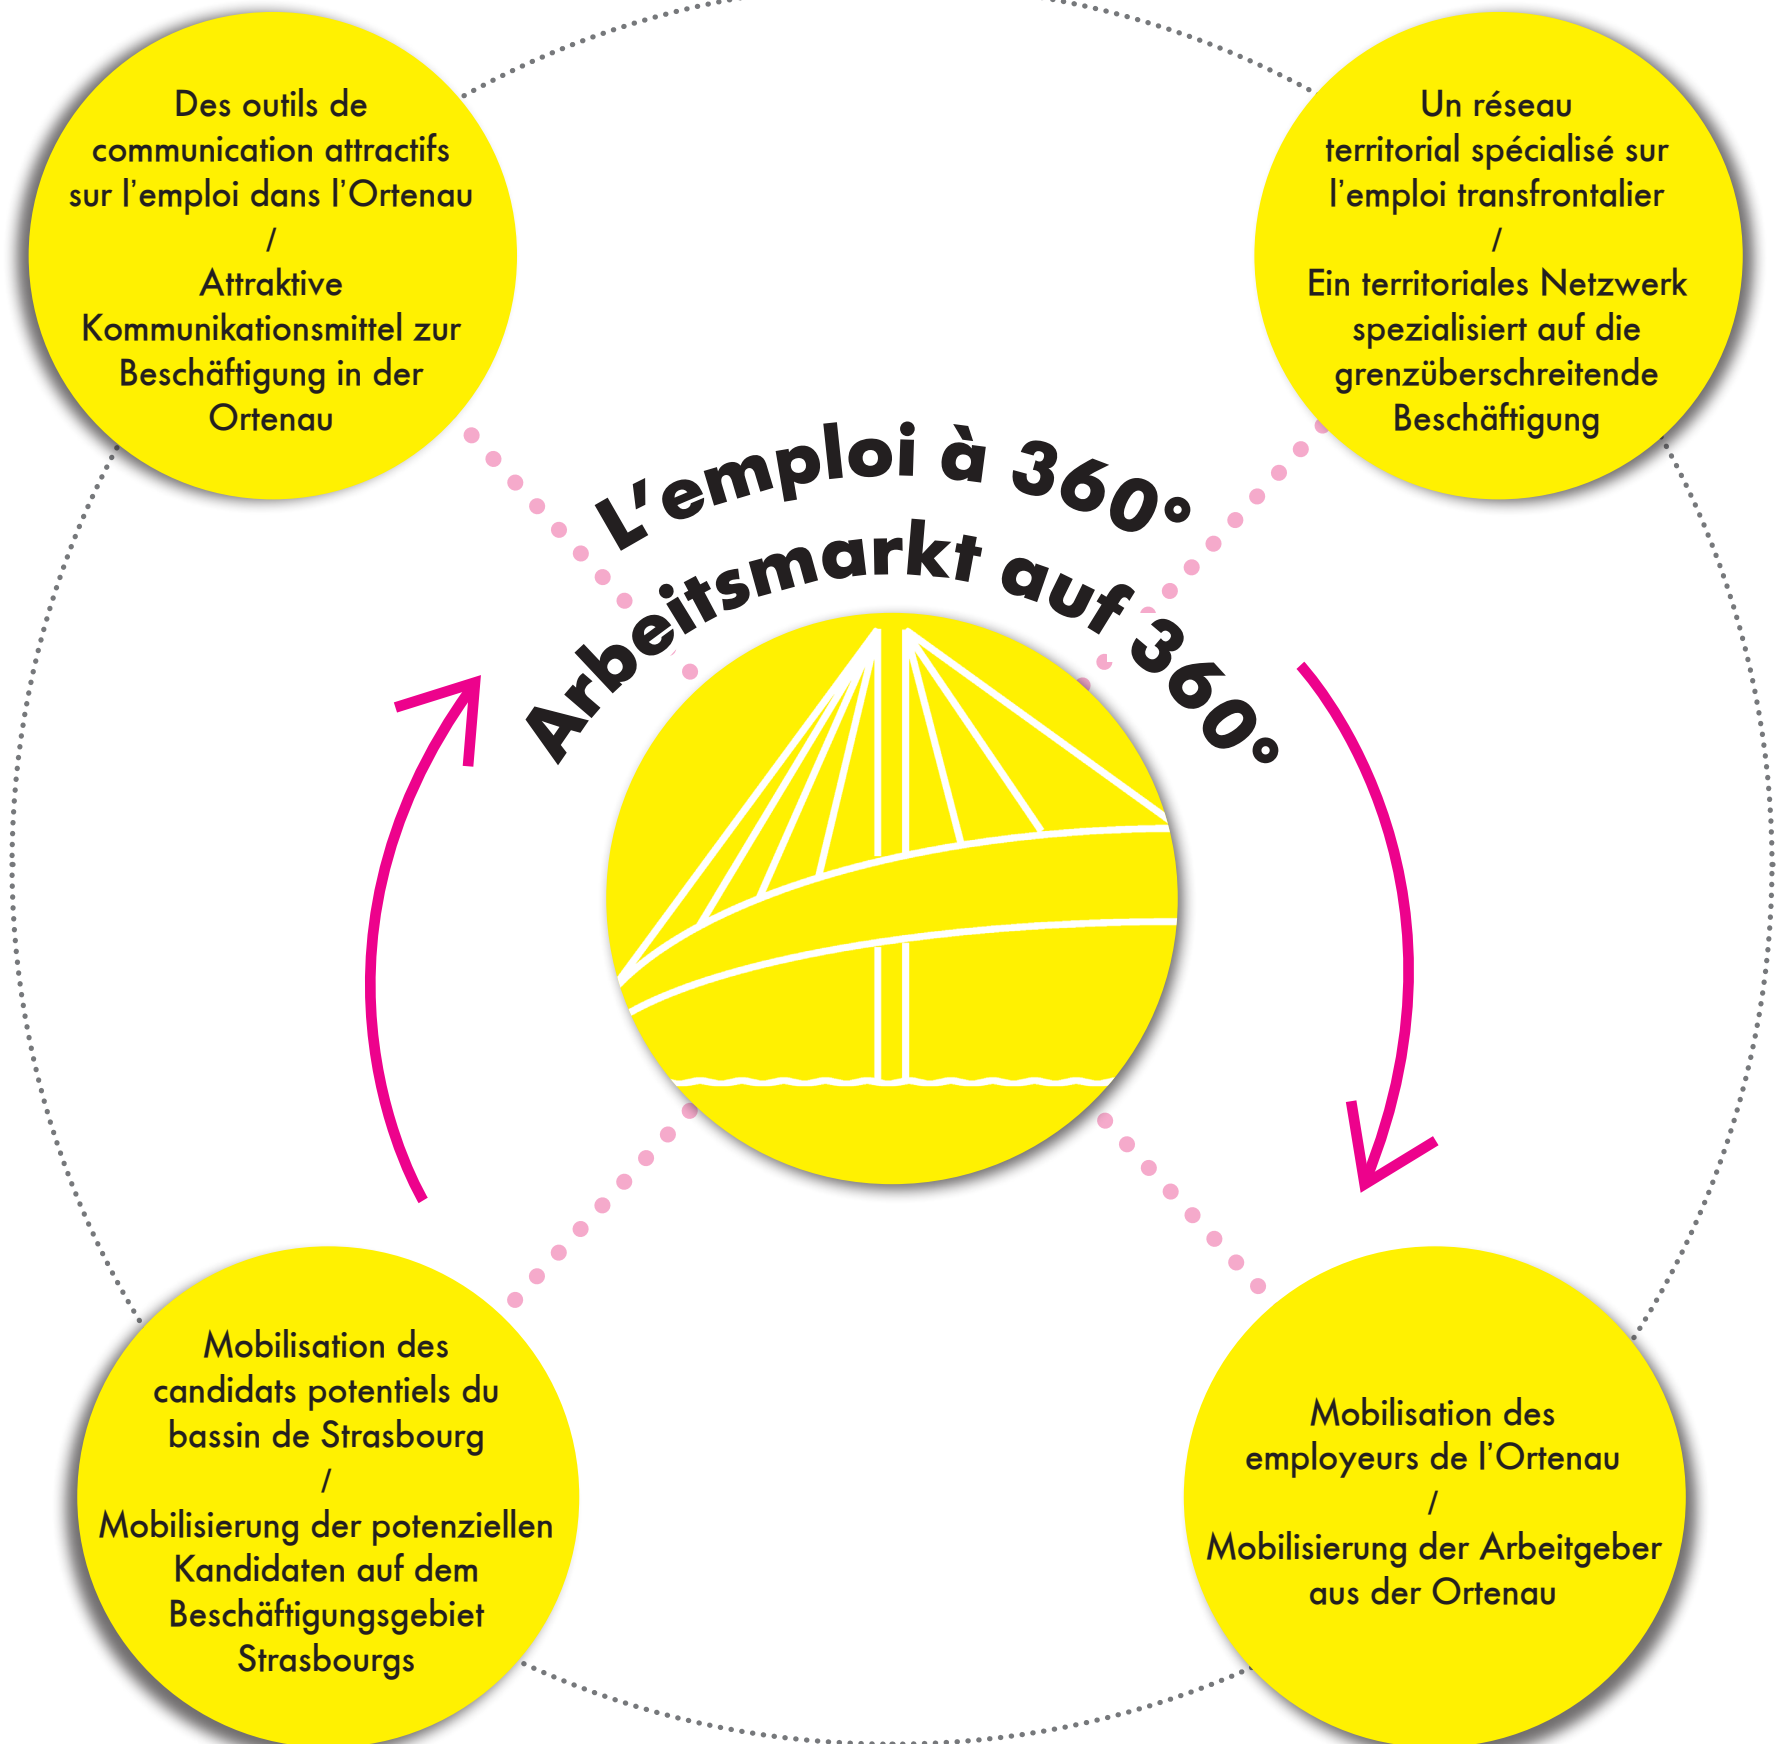 Des outils de
communication attractifs
sur l'emploi dans l'Ortenau
/
Attraktive
Kommunikationsmittel zur
Beschäftigung in der
Ortenau
Un réseau
territorial spécialisé sur
l'emploi transfrontalier
/
Ein territoriales Netzwerk
spezialisiert auf die
grenzüberschreitende
Beschäftigung
L'emploi à 360°
Arbeitsmarkt auf 360°
Mobilisation des
candidats potentiels du
bassin de Strasbourg
/
Mobilisierung der potenziellen
Kandidaten auf dem
Beschäftigungsgebiet
Strasbourgs
Mobilisation des
employeurs de l'Ortenau
/
Mobilisierung der Arbeitgeber
aus der Ortenau